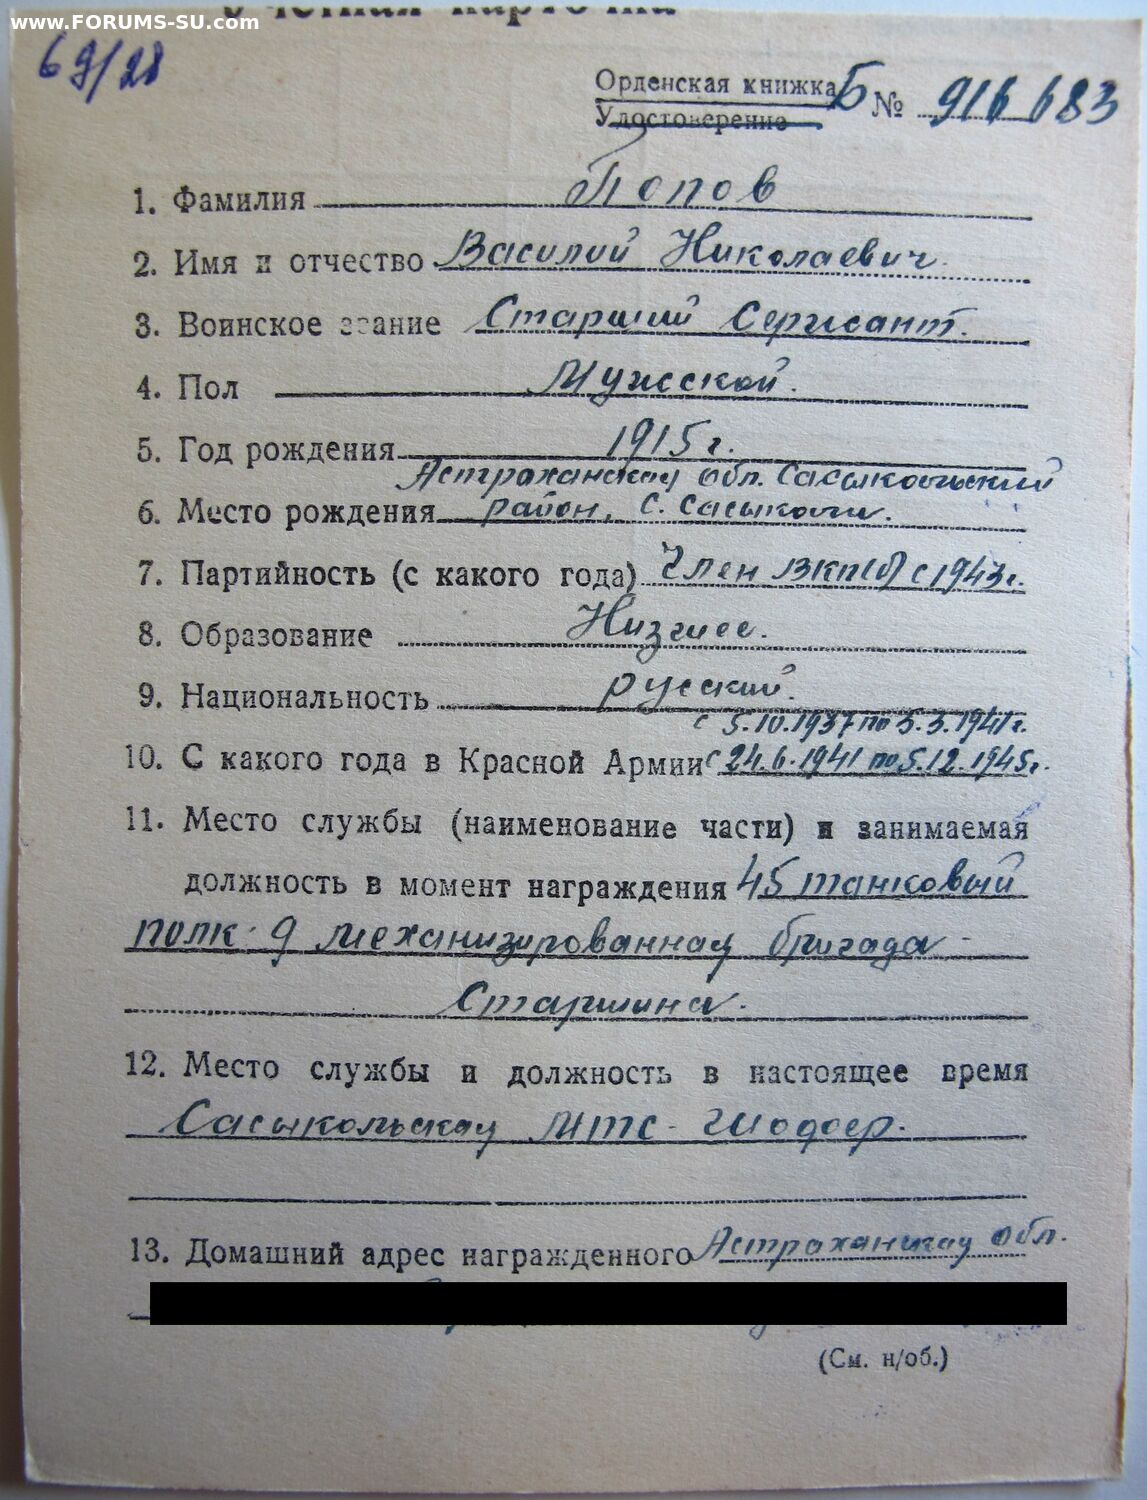 www.FORUMS-SU.com
Учетная карточка
69/28
Орденская книжка Б № 916683
Удостоверение
1. Фамилия Попов
2. Имя и отчество Василий Николаевич
3. Воинское звание Старший Сержант.
4. Пол Мужской.
5. Год рождения 1915 г.
Астраханская обл. Сасыкольский
6. Место рождения район, с. Сасыколи.
7. Партийность (с какого года) Член ВКП(б) с 1943 г.
8. Образование Низшее.
9. Национальность русский.
с 5.10.1937 по 5.3.1941 г.
10. С какого года в Красной Армии с 24.6.1941 по 5.12.1945 г.
11. Место службы (наименование части) и занимаемая
должность в момент награждения 45 танковый
полк 9 механизированная бригада -
Старшина.
12. Место службы и должность в настоящее время
Сасыкольская МТС - шофер.
13. Домашний адрес награжденного Астраханская обл.
(См. н/об.)